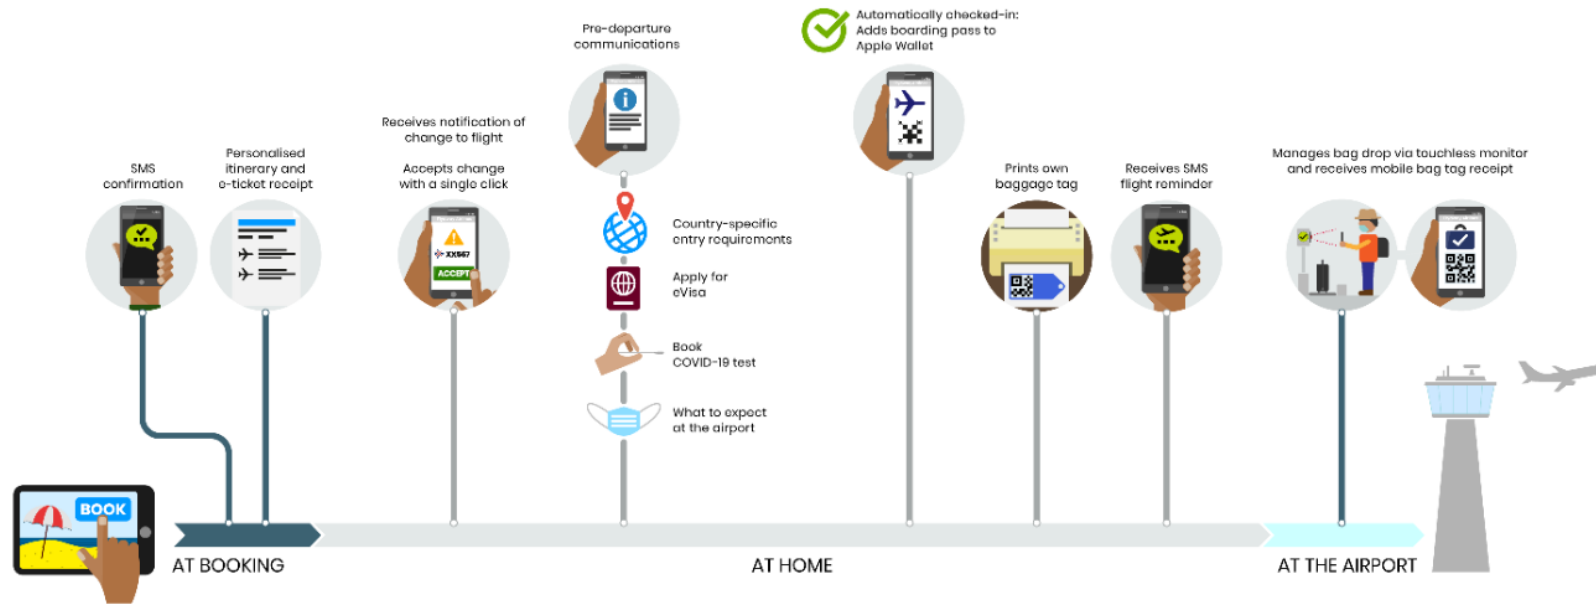 SMS
confirmation
Personalised
itinerary and
e-ticket receipt
Receives notification of
change to flight
Accepts change
with a single click
XX567
ACCEPT
Pre-departure
communications
Country-specific
entry requirements
Apply for
eVisa
Book
COVID-19 test
What to expect
at the airport
Automatically checked-in:
Adds boarding pass to
Apple Wallet
Prints own
baggage tag
Receives SMS
flight reminder
Manages bag drop via touchless monitor
and receives mobile bag tag receipt
BOOK
AT BOOKING
AT HOME
AT THE AIRPORT